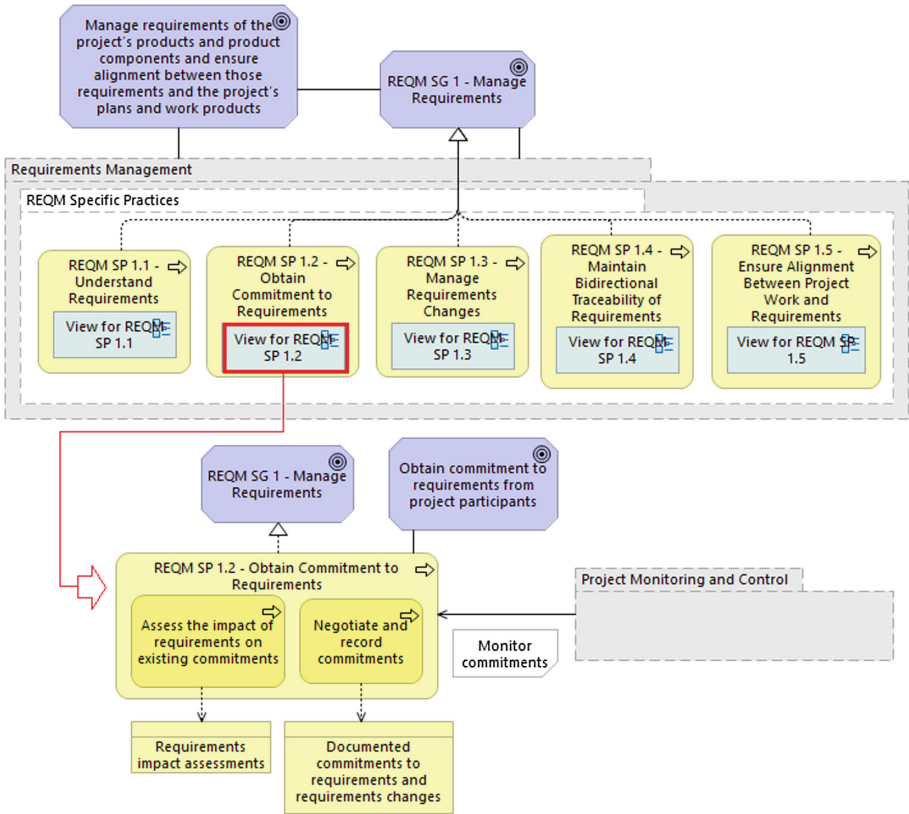 Manage requirements of the
project's products and product
components and ensure
alignment between those
requirements and the project's
plans and work products
REQM SG 1 - Manage
Requirements
Requirements Management
REQM Specific Practices
REQM SP 1.1 -
Understand
Requirements
View for REQM
SP 1.1
REQM SP 1.2 -
Obtain
Commitment to
Requirements
View for REQM
SP 1.2
REQM SP 1.3 -
Manage
Requirements
Changes
View for REQM
SP 1.3
REQM SP 1.4 -
Maintain
Bidirectional
Traceability of
Requirements
View for REQM
SP 1.4
REQM SP 1.5 -
Ensure Alignment
Between Project
Work and
Requirements
View for REQM SP
1.5
REQM SG 1 - Manage
Requirements
Obtain commitment to
requirements from
project participants
REQM SP 1.2 - Obtain Commitment to
Requirements
Assess the impact of
requirements on
existing commitments
Negotiate and
record
commitments
Project Monitoring and Control
Monitor
commitments
Requirements
impact assessments
Documented
commitments to
requirements and
requirements changes